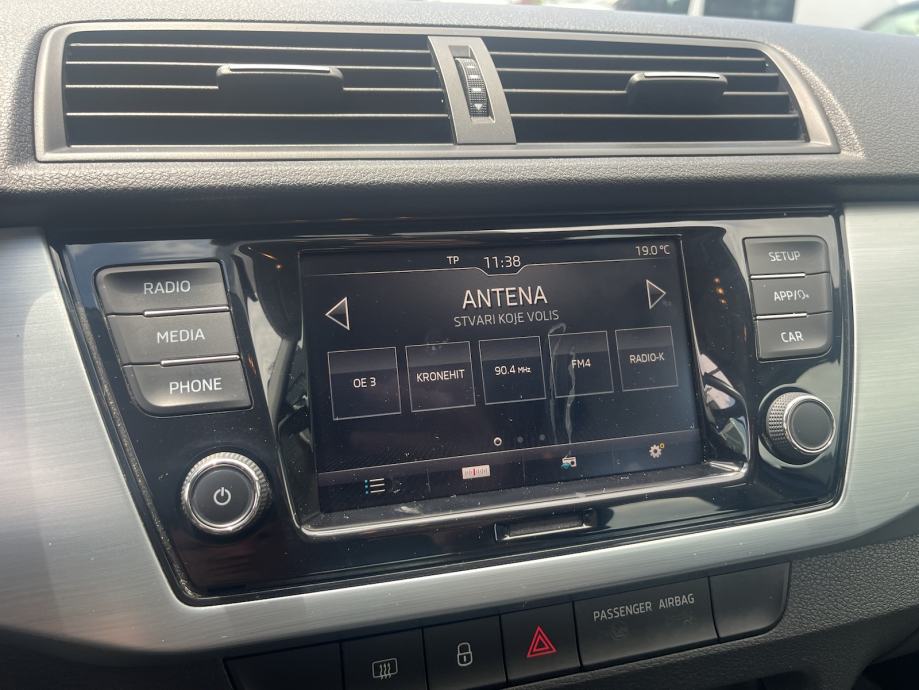 TP 11:38 19.0 °C
ANTENA
STVARI KOJE VOLIS
OE 3 KRONEHIT 90.4 MHz FM4 RADIO-K
RADIO
MEDIA
PHONE
SETUP
APP/
CAR
PASSENGER AIRBAG